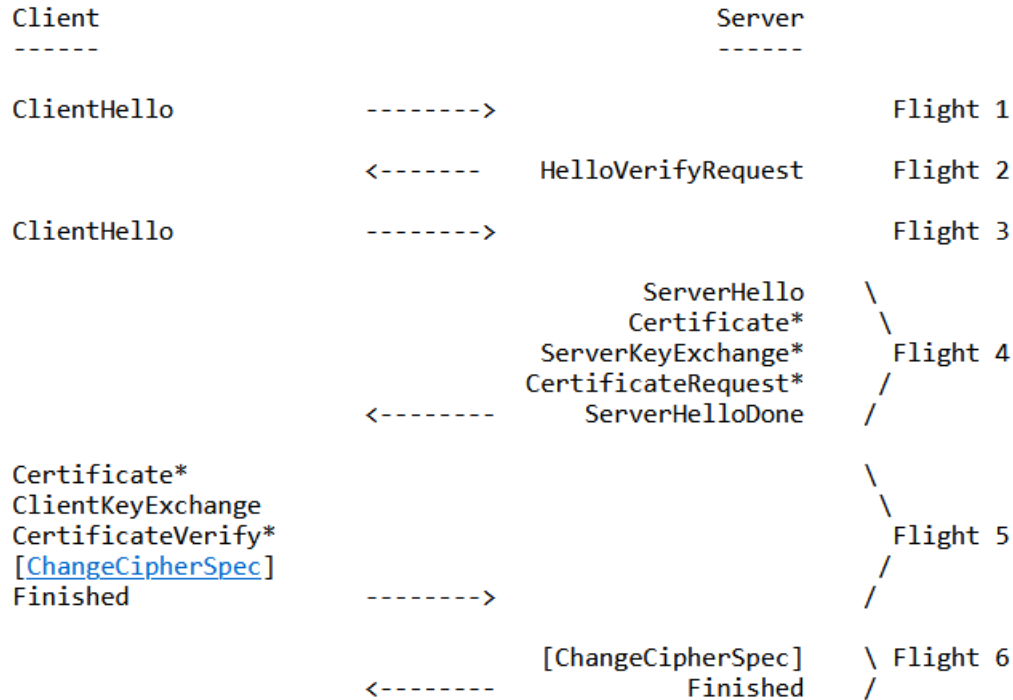 Client                                          Server
------                                          ------

ClientHello             -------->                           Flight 1

                        <-------    HelloVerifyRequest      Flight 2

ClientHello             -------->                           Flight 3

                                           ServerHello    \
                                          Certificate*     \
                                    ServerKeyExchange*      Flight 4
                                   CertificateRequest*     /
                        <--------      ServerHelloDone    /

Certificate*                                              \
ClientKeyExchange                                          \
CertificateVerify*                                          Flight 5
[ChangeCipherSpec]                                         /
Finished                -------->                         /

                                    [ChangeCipherSpec]    \ Flight 6
                        <--------             Finished    /